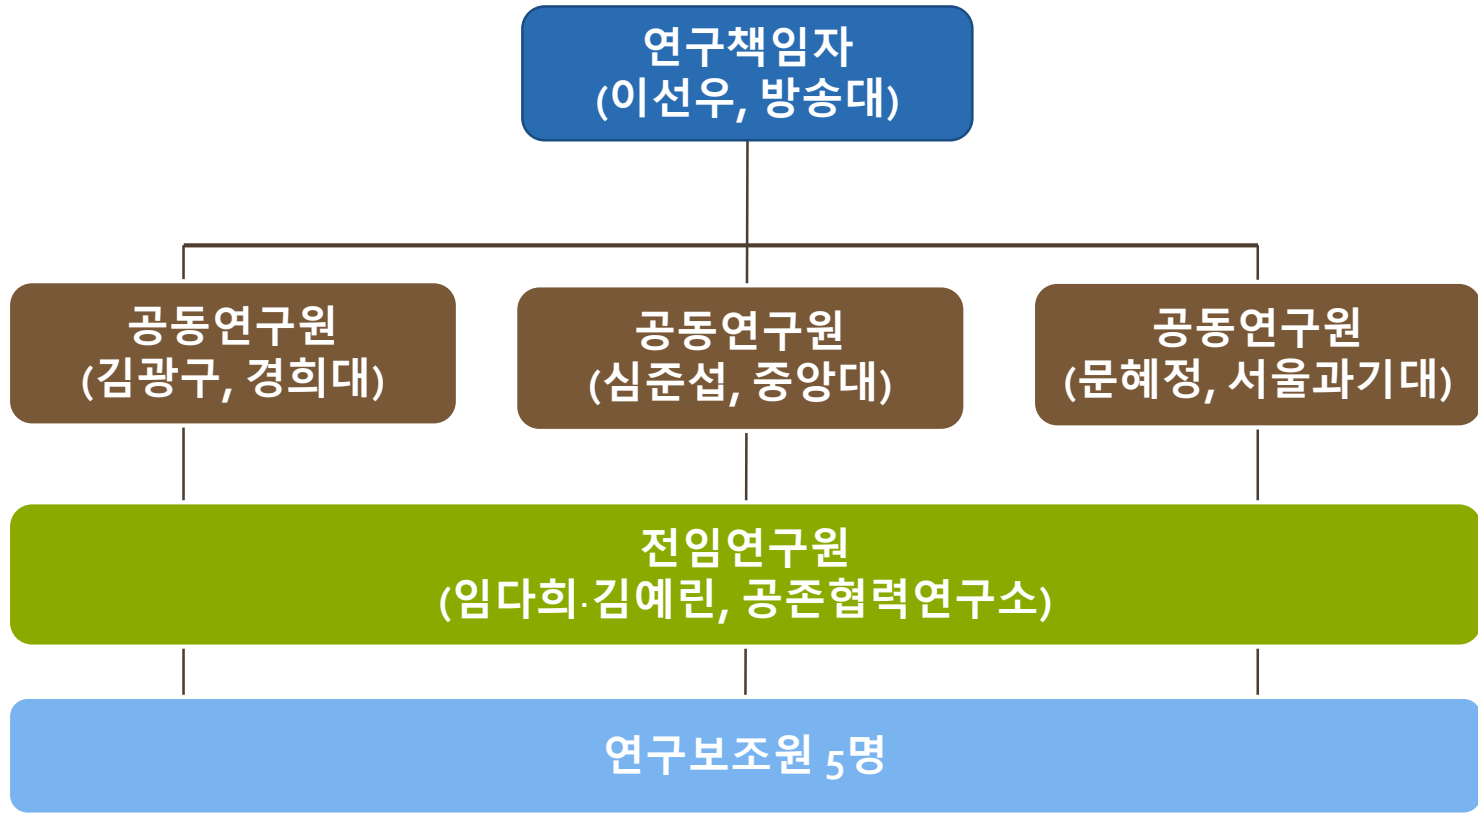 연구책임자
(이선우, 방송대)
공동연구원
(김광구, 경희대)
공동연구원
(심준섭, 중앙대)
공동연구원
(문혜정, 서울과기대)
전임연구원
(임다희·김예린, 공존협력연구소)
연구보조원 5명